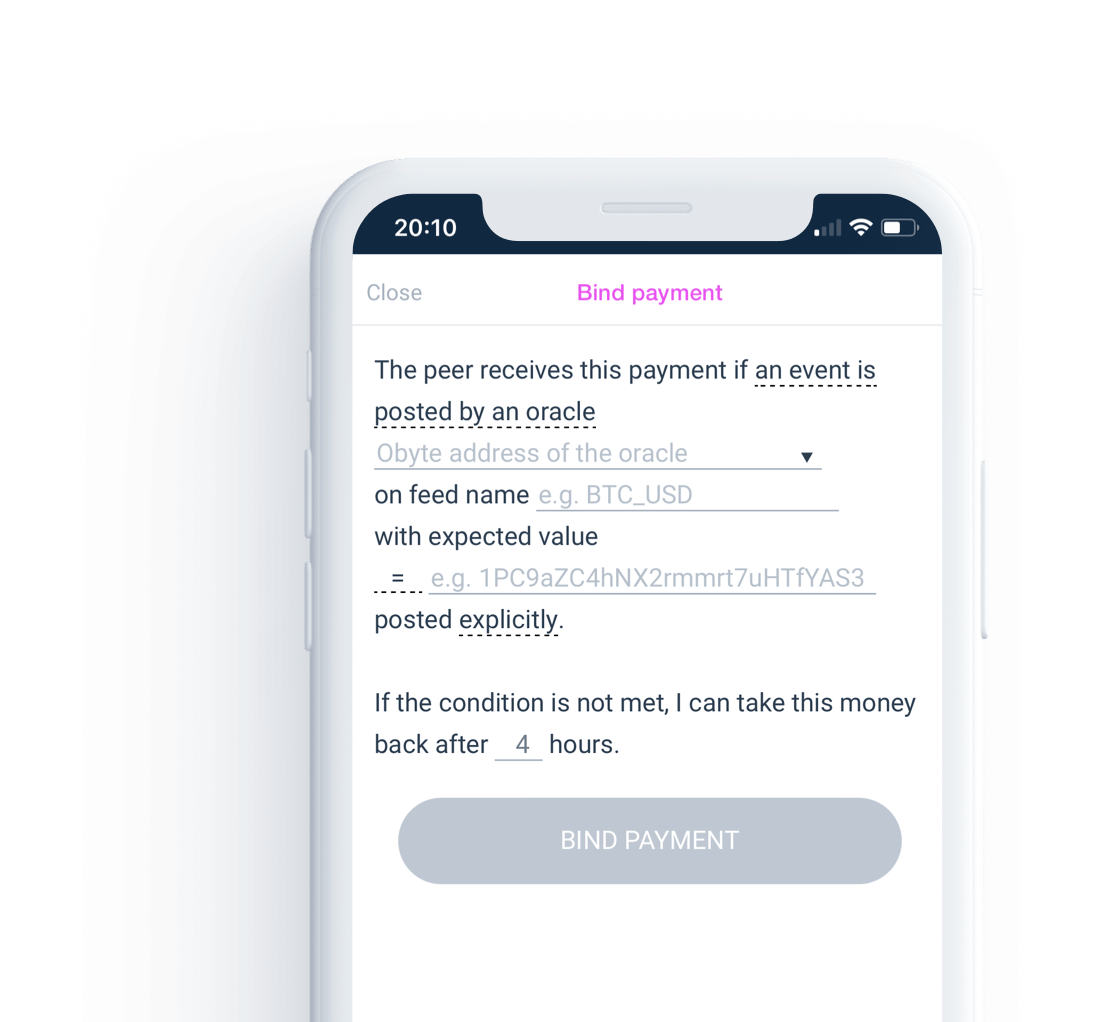 20:10
Close Bind payment
The peer receives this payment if an event is
posted by an oracle
Obyte address of the oracle ▼
on feed name e.g. BTC_USD
with expected value
= e.g. 1PC9aZC4hNX2rmmrt7uHTfYAS3
posted explicitly.
If the condition is not met, I can take this money
back after 4 hours.
BIND PAYMENT